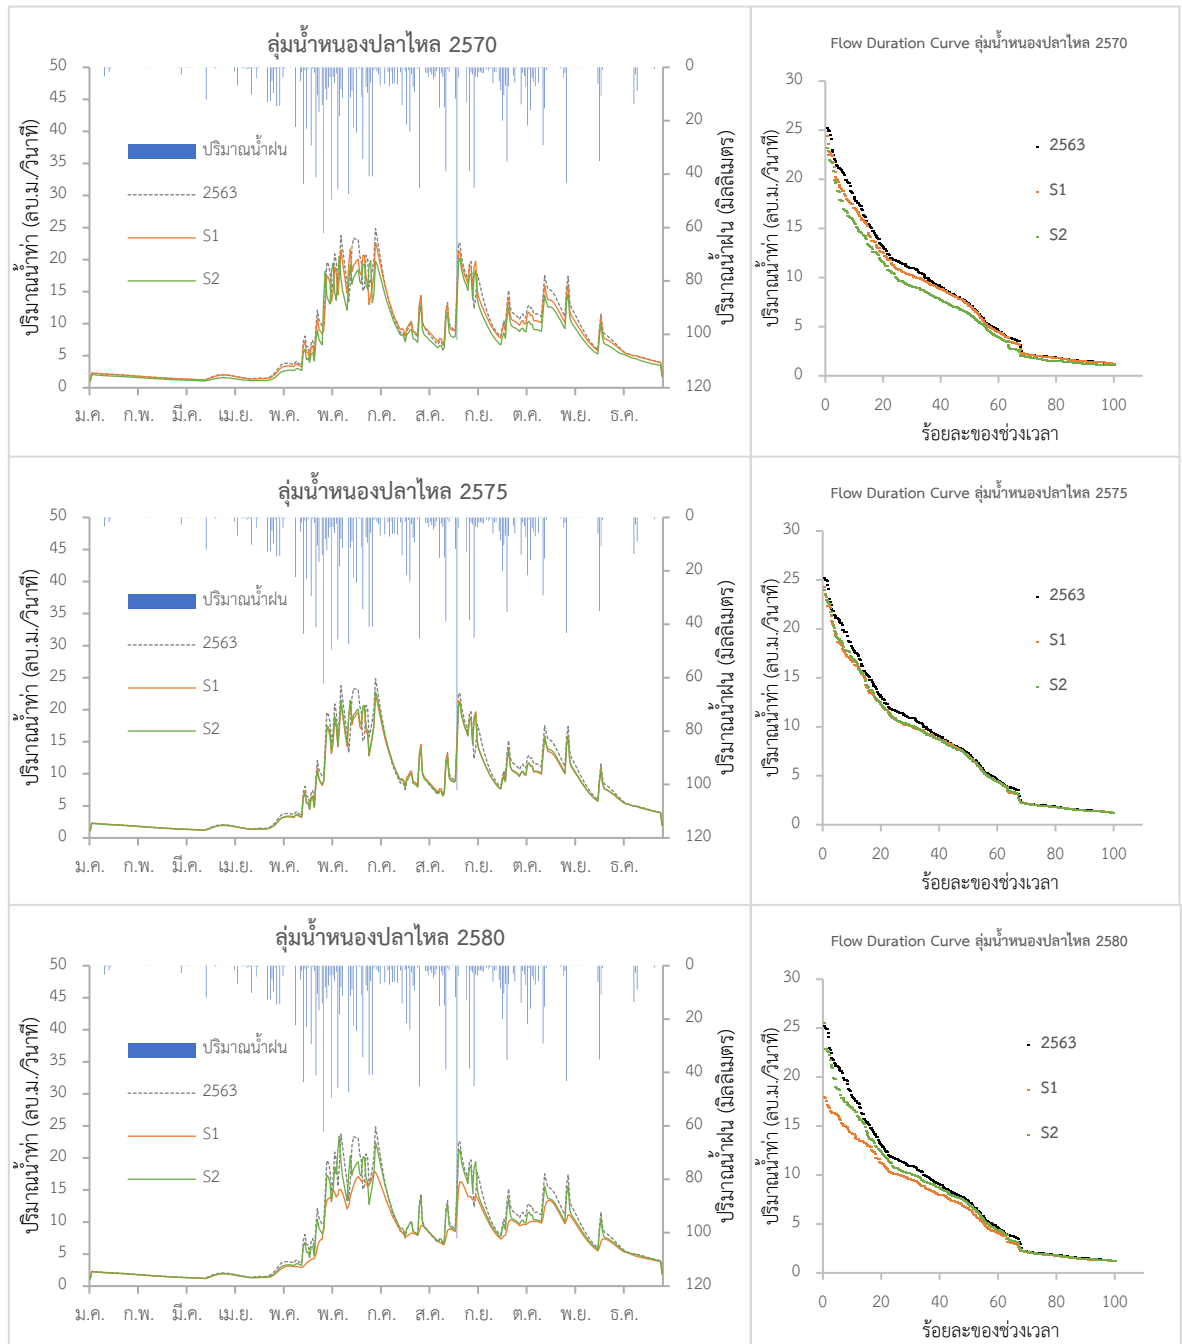 ลุ่มน้ำหนองปลาไหล 2570
ปริมาณน้ำท่า (ลบ.ม./วินาที)
50
45
40
35
30
25
20
15
10
5
0
ปริมาณน้ำฝน
2563
S1
S2
0
20
40
60
80
100
120
ปริมาณน้ำฝน (มิลลิเมตร)
ม.ค. ก.พ. มี.ค. เม.ย. พ.ค. พ.ค. ก.ค. ส.ค. ก.ย. ต.ค. พ.ย. ธ.ค.
Flow Duration Curve ลุ่มน้ำหนองปลาไหล 2570
ปริมาณน้ำท่า (ลบ.ม./วินาที)
30
25
20
15
10
5
0
2563
S1
S2
0 20 40 60 80 100
ร้อยละของช่วงเวลา
ลุ่มน้ำหนองปลาไหล 2575
ปริมาณน้ำท่า (ลบ.ม./วินาที)
50
45
40
35
30
25
20
15
10
5
0
ปริมาณน้ำฝน
2563
S1
S2
0
20
40
60
80
100
120
ปริมาณน้ำฝน (มิลลิเมตร)
ม.ค. ก.พ. มี.ค. เม.ย. พ.ค. พ.ค. ก.ค. ส.ค. ก.ย. ต.ค. พ.ย. ธ.ค.
Flow Duration Curve ลุ่มน้ำหนองปลาไหล 2575
ปริมาณน้ำท่า (ลบ.ม./วินาที)
30
25
20
15
10
5
0
2563
S1
S2
0 20 40 60 80 100
ร้อยละของช่วงเวลา
ลุ่มน้ำหนองปลาไหล 2580
ปริมาณน้ำท่า (ลบ.ม./วินาที)
50
45
40
35
30
25
20
15
10
5
0
ปริมาณน้ำฝน
2563
S1
S2
0
20
40
60
80
100
120
ปริมาณน้ำฝน (มิลลิเมตร)
ม.ค. ก.พ. มี.ค. เม.ย. พ.ค. พ.ค. ก.ค. ส.ค. ก.ย. ต.ค. พ.ย. ธ.ค.
Flow Duration Curve ลุ่มน้ำหนองปลาไหล 2580
ปริมาณน้ำท่า (ลบ.ม./วินาที)
30
25
20
15
10
5
0
2563
S1
S2
0 20 40 60 80 100
ร้อยละของช่วงเวลา